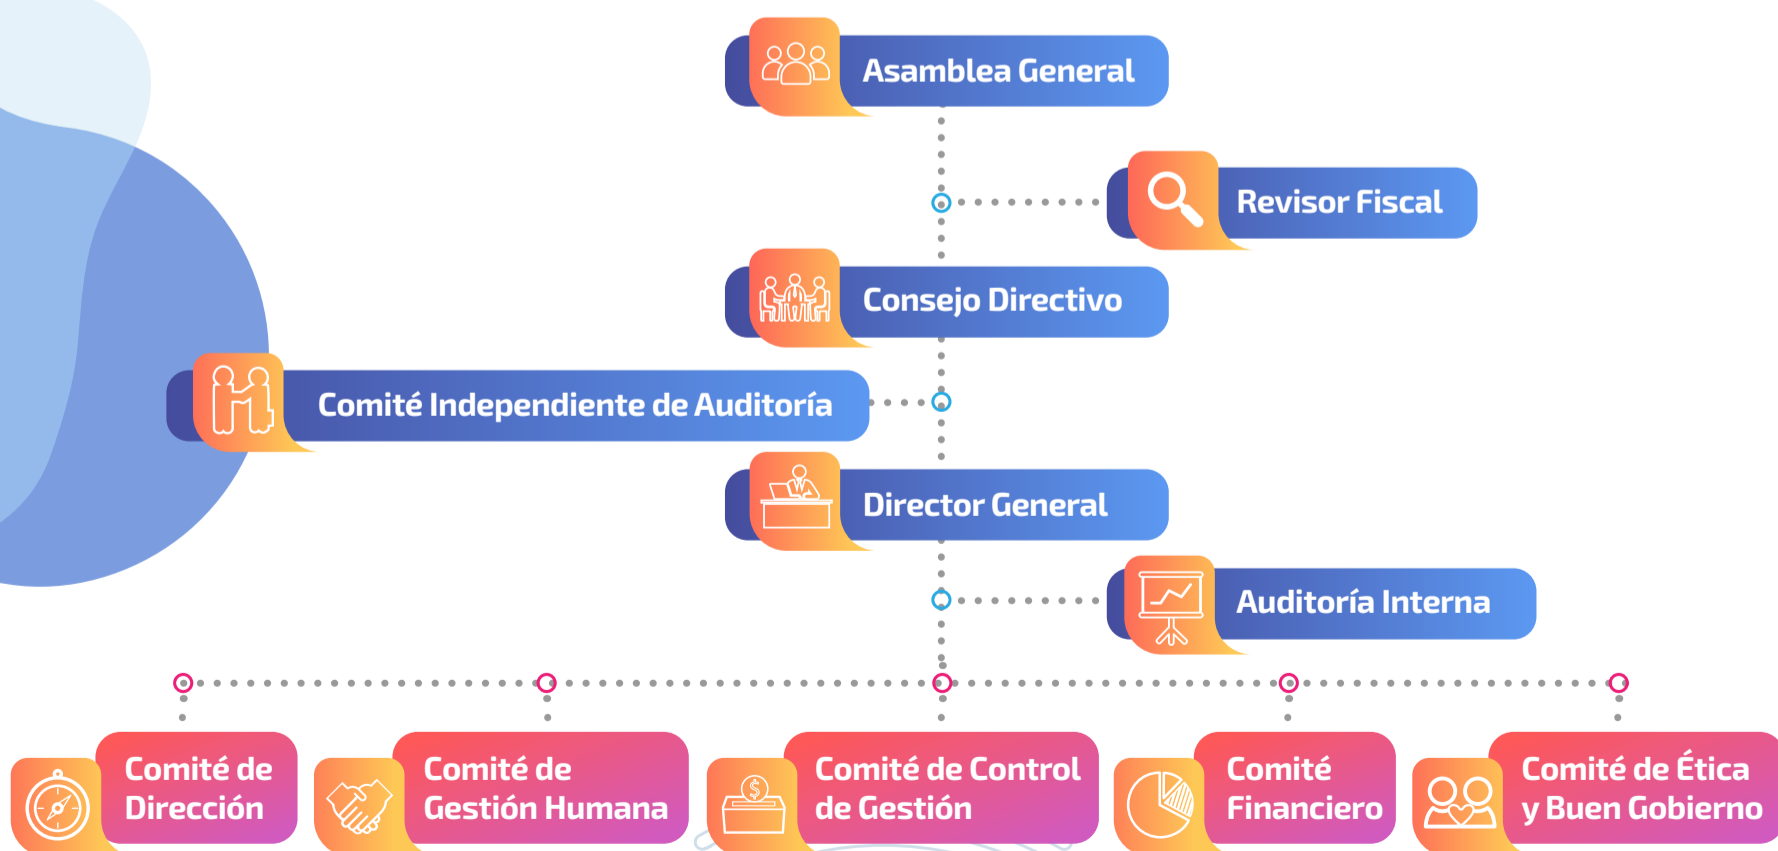 Asamblea General
Revisor Fiscal
Consejo Directivo
Comité Independiente de Auditoría
Director General
Auditoría Interna
Comité de
Dirección
Comité de
Gestión Humana
Comité de Control
de Gestión
Comité
Financiero
Comité de Ética
y Buen Gobierno